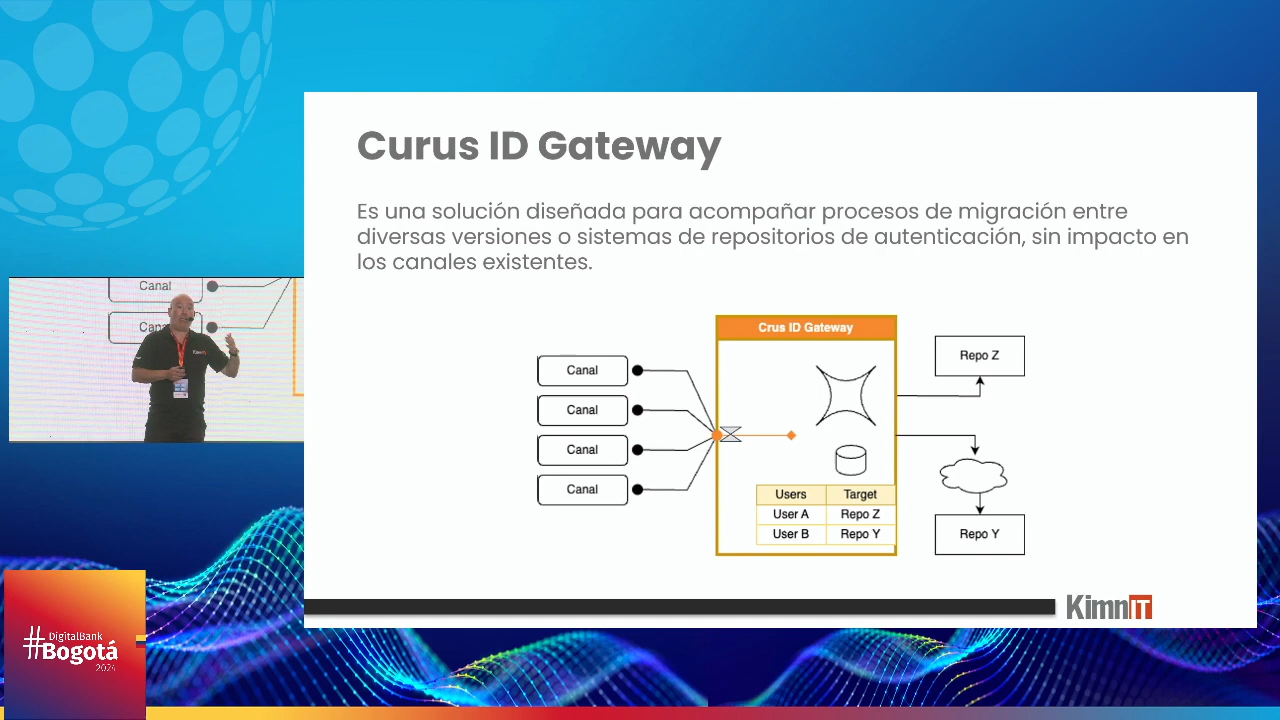 Curus ID Gateway
Es una solución diseñada para acompañar procesos de migración entre
diversas versiones o sistemas de repositorios de autenticación, sin impacto en
los canales existentes.
Crus ID Gateway
Canal
Canal
Canal
Canal
Users Target
User A Repo Z
User B Repo Y
Repo Z
Repo Y
KimnIT
Canal
Cana
#DigitalBank
Bogotá
2024